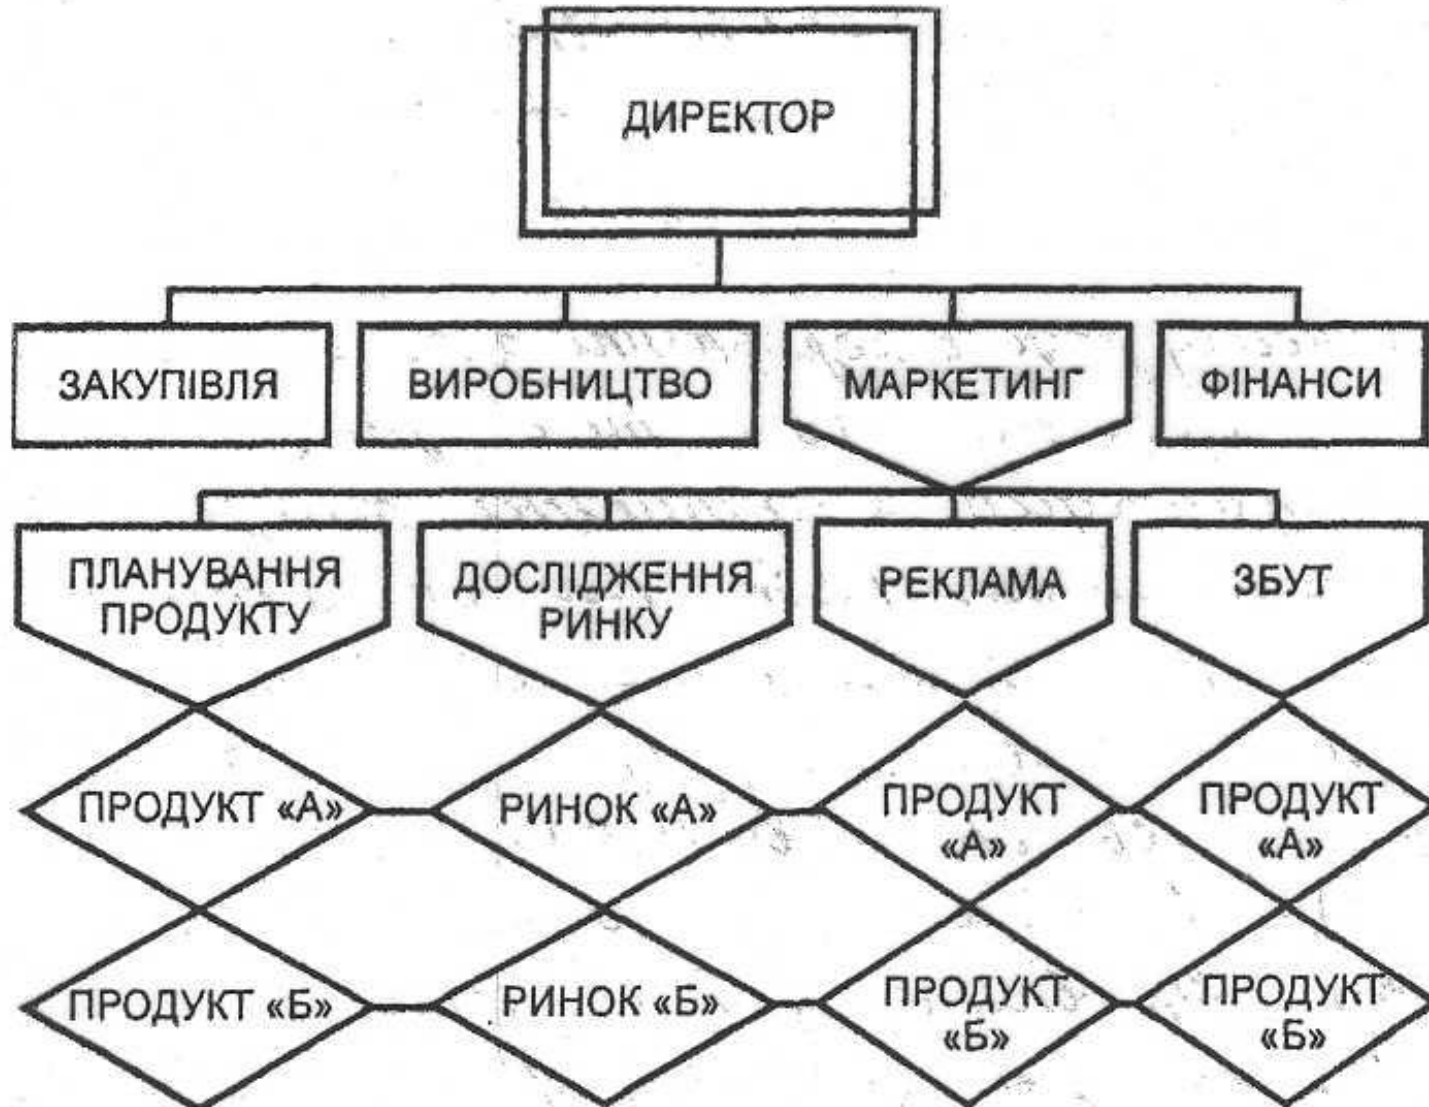 ДИРЕКТОР
ЗАКУПІВЛЯ
ВИРОБНИЦТВО
МАРКЕТИНГ
ФІНАНСИ
ПЛАНУВАННЯ
ПРОДУКТУ
ДОСЛІДЖЕННЯ
РИНКУ
РЕКЛАМА
ЗБУТ
ПРОДУКТ «А»
РИНОК «А»
ПРОДУКТ
«А»
ПРОДУКТ
«А»
ПРОДУКТ «Б»
РИНОК «Б»
ПРОДУКТ
«Б»
ПРОДУКТ
«Б»